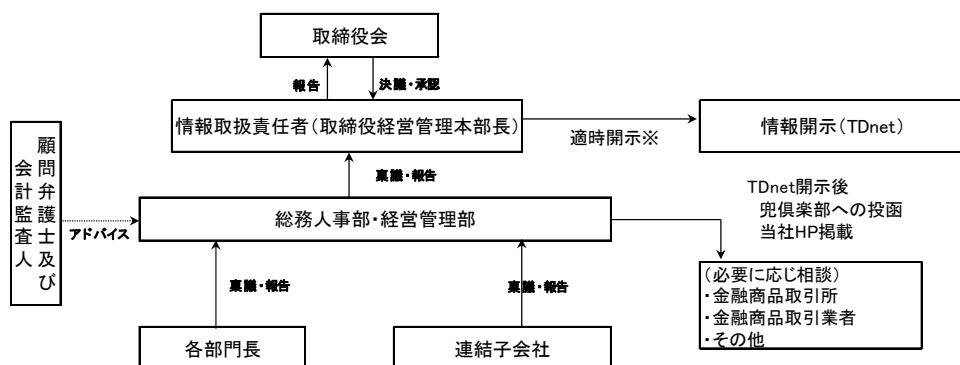 取締役会
報告
決議・承認
情報取扱責任者(取締役経営管理本部長)
適時開示※
情報開示(TDnet)
稟議・報告
顧問弁護士及び
会計監査人
アドバイス
総務人事部・経営管理部
TDnet開示後
兜倶楽部への投函
当社HP掲載
(必要に応じ相談)
・金融商品取引所
・金融商品取引業者
・その他
稟議・報告
稟議・報告
各部門長
連結子会社